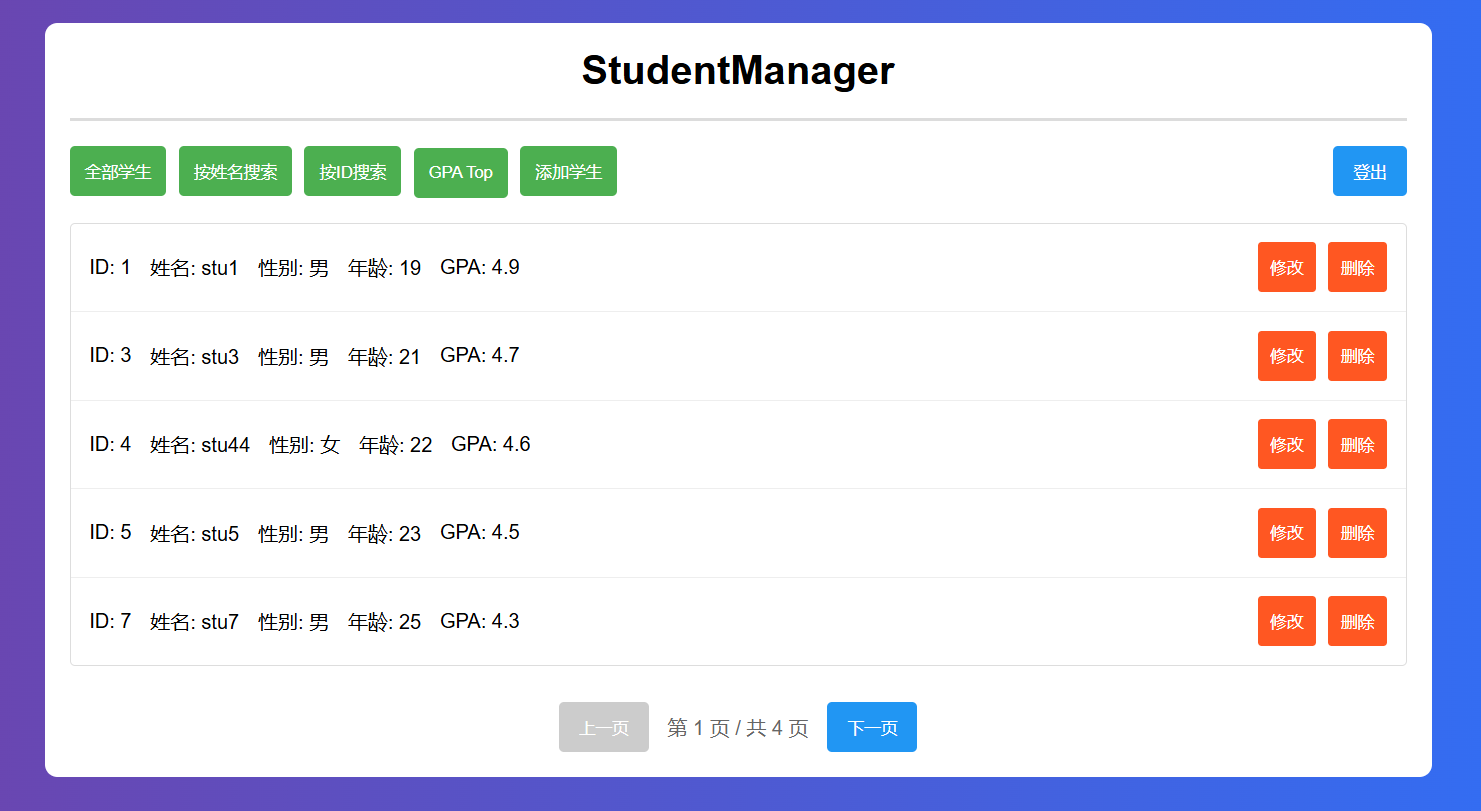 StudentManager
全部学生 按姓名搜索 按ID搜索 GPA Top 添加学生 登出
ID: 1 姓名: stu1 性别: 男 年龄: 19 GPA: 4.9 修改 删除
ID: 3 姓名: stu3 性别: 男 年龄: 21 GPA: 4.7 修改 删除
ID: 4 姓名: stu44 性别: 女 年龄: 22 GPA: 4.6 修改 删除
ID: 5 姓名: stu5 性别: 男 年龄: 23 GPA: 4.5 修改 删除
ID: 7 姓名: stu7 性别: 男 年龄: 25 GPA: 4.3 修改 删除
上一页 第 1 页 / 共 4 页 下一页